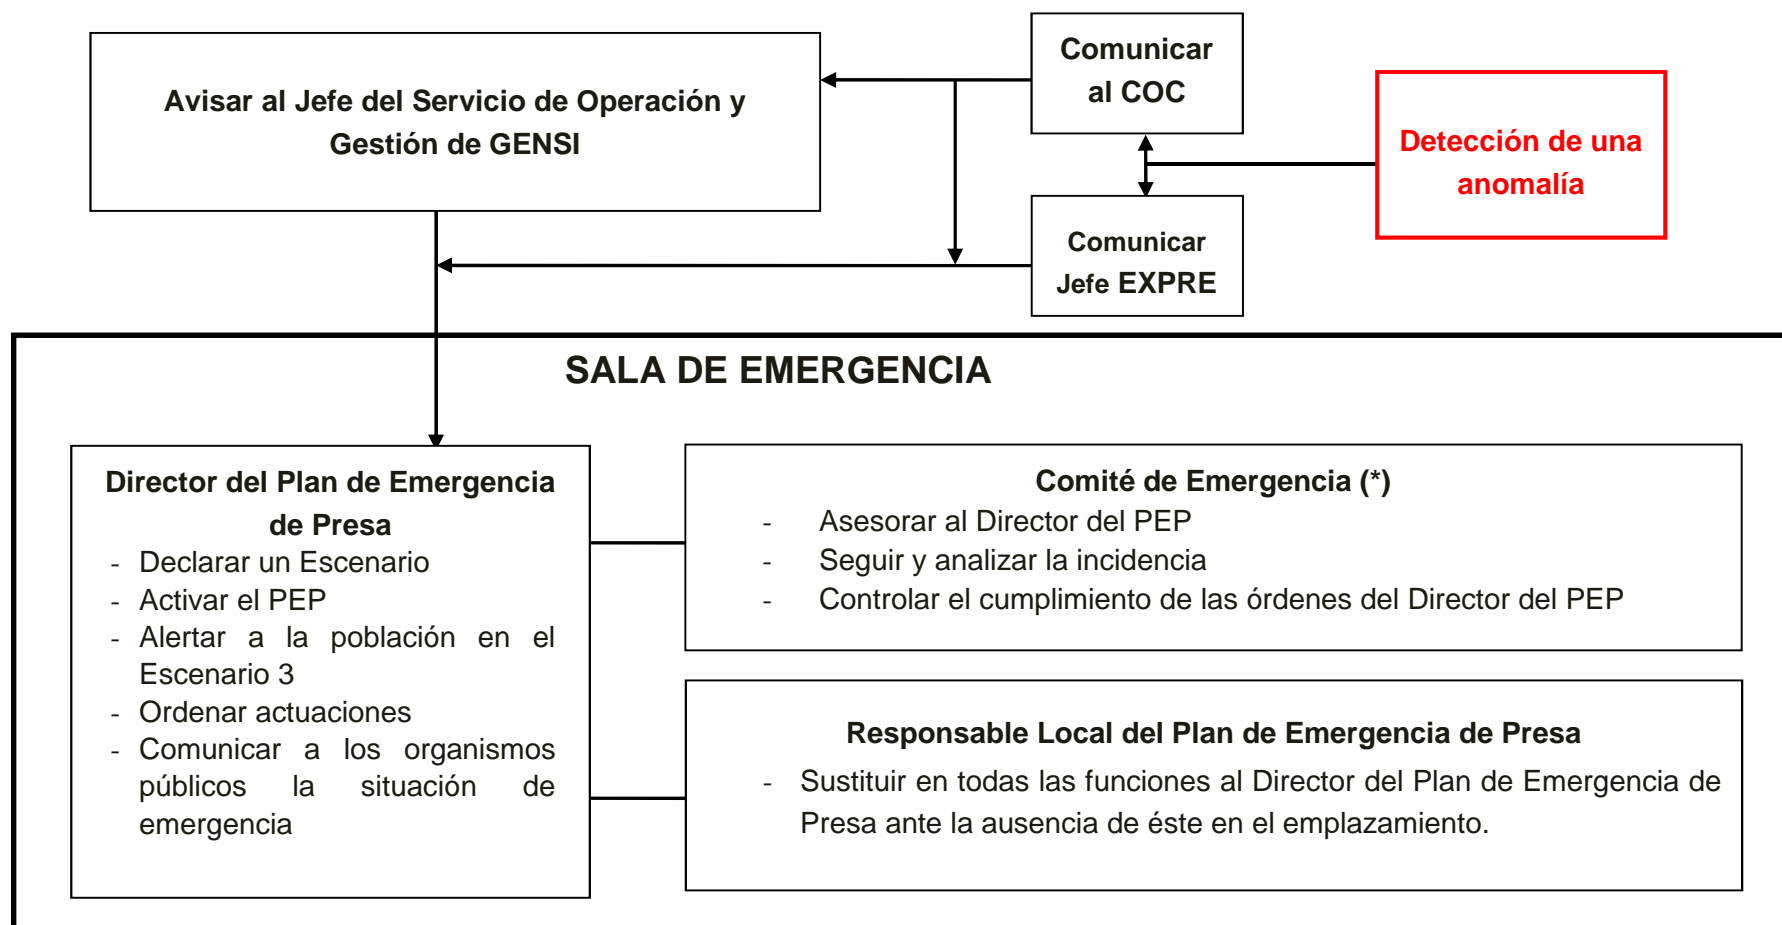 Comunicar
al COC
Avisar al Jefe del Servicio de Operación y
Gestión de GENSI
Detección de una
anomalía
Comunicar
Jefe EXPRE
SALA DE EMERGENCIA
Director del Plan de Emergencia
de Presa
- Declarar un Escenario
- Activar el PEP
- Alertar a la población en el
Escenario 3
- Ordenar actuaciones
- Comunicar a los organismos
públicos la situación de
emergencia
Comité de Emergencia (*)
- Asesorar al Director del PEP
- Seguir y analizar la incidencia
- Controlar el cumplimiento de las órdenes del Director del PEP
Responsable Local del Plan de Emergencia de Presa
- Sustituir en todas las funciones al Director del Plan de Emergencia de
Presa ante la ausencia de éste en el emplazamiento.